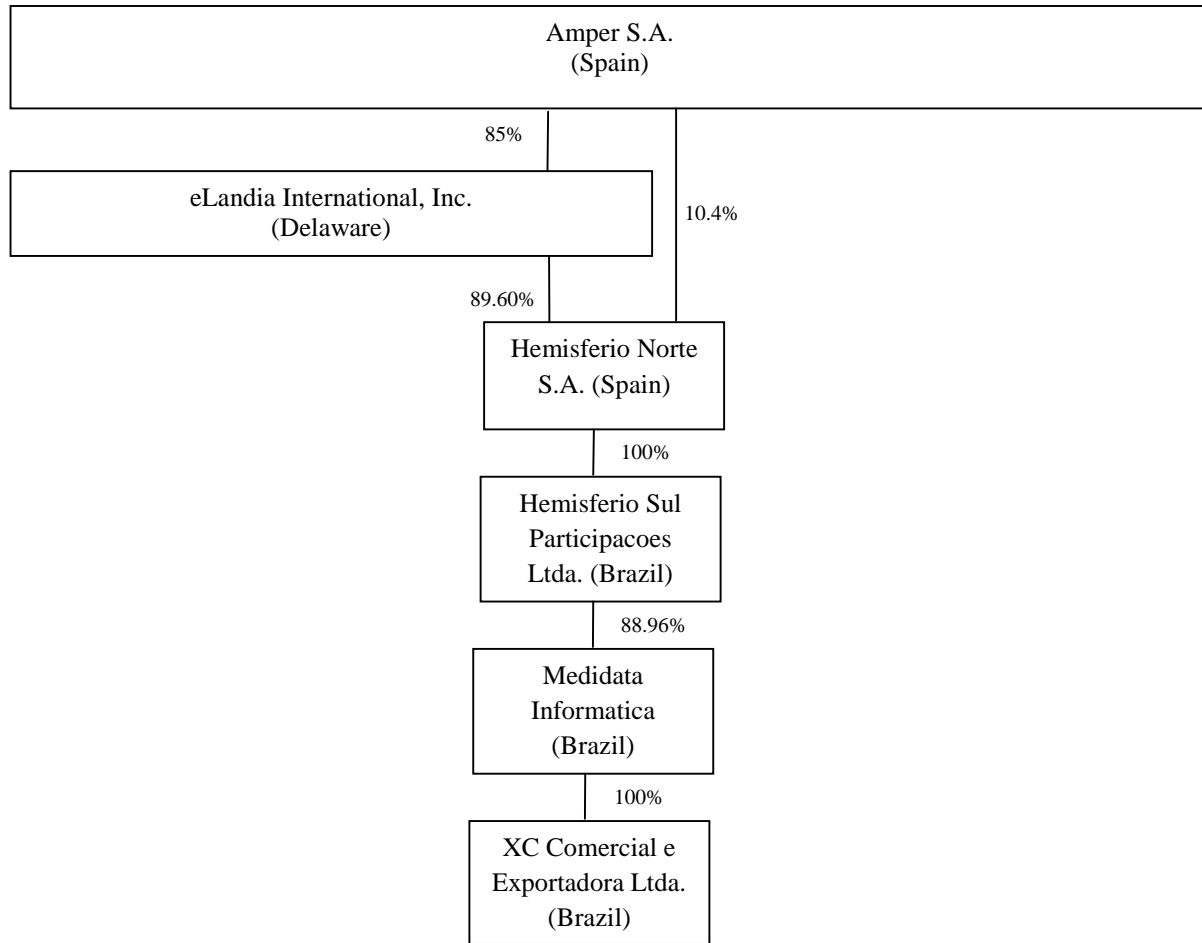 Amper S.A.
(Spain)
85%
eLandia International, Inc.
(Delaware)
10.4%
89.60%
Hemisferio Norte
S.A. (Spain)
100%
Hemisferio Sul
Participacoes
Ltda. (Brazil)
88.96%
Medidata
Informatica
(Brazil)
100%
XC Comercial e
Exportadora Ltda.
(Brazil)